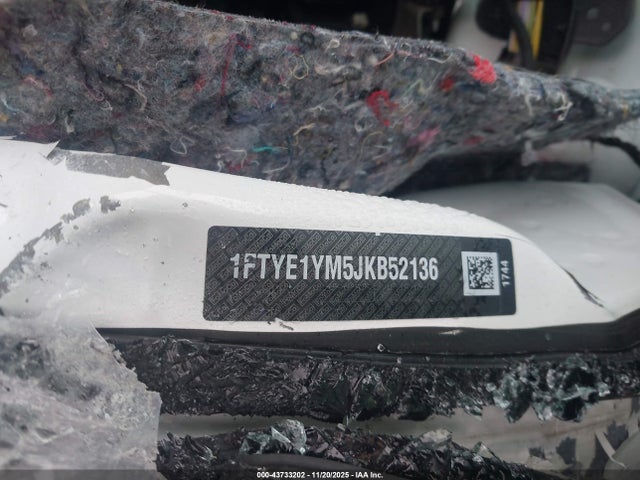 1FTYE1YM5JKB52136
1744
000-43733202 - 11/20/2025 - IAA Inc.